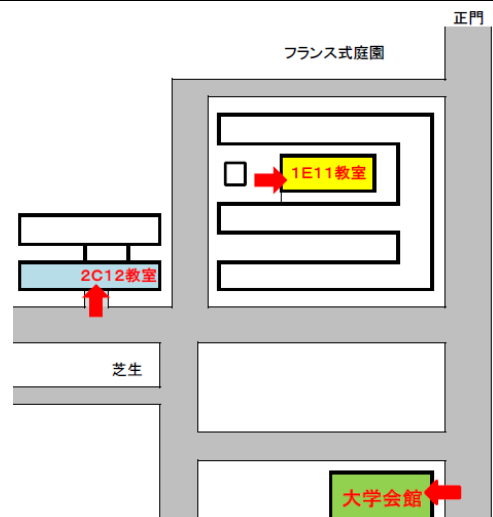 正門
フランス式庭園
1E11教室
2C12教室
芝生
大学会館